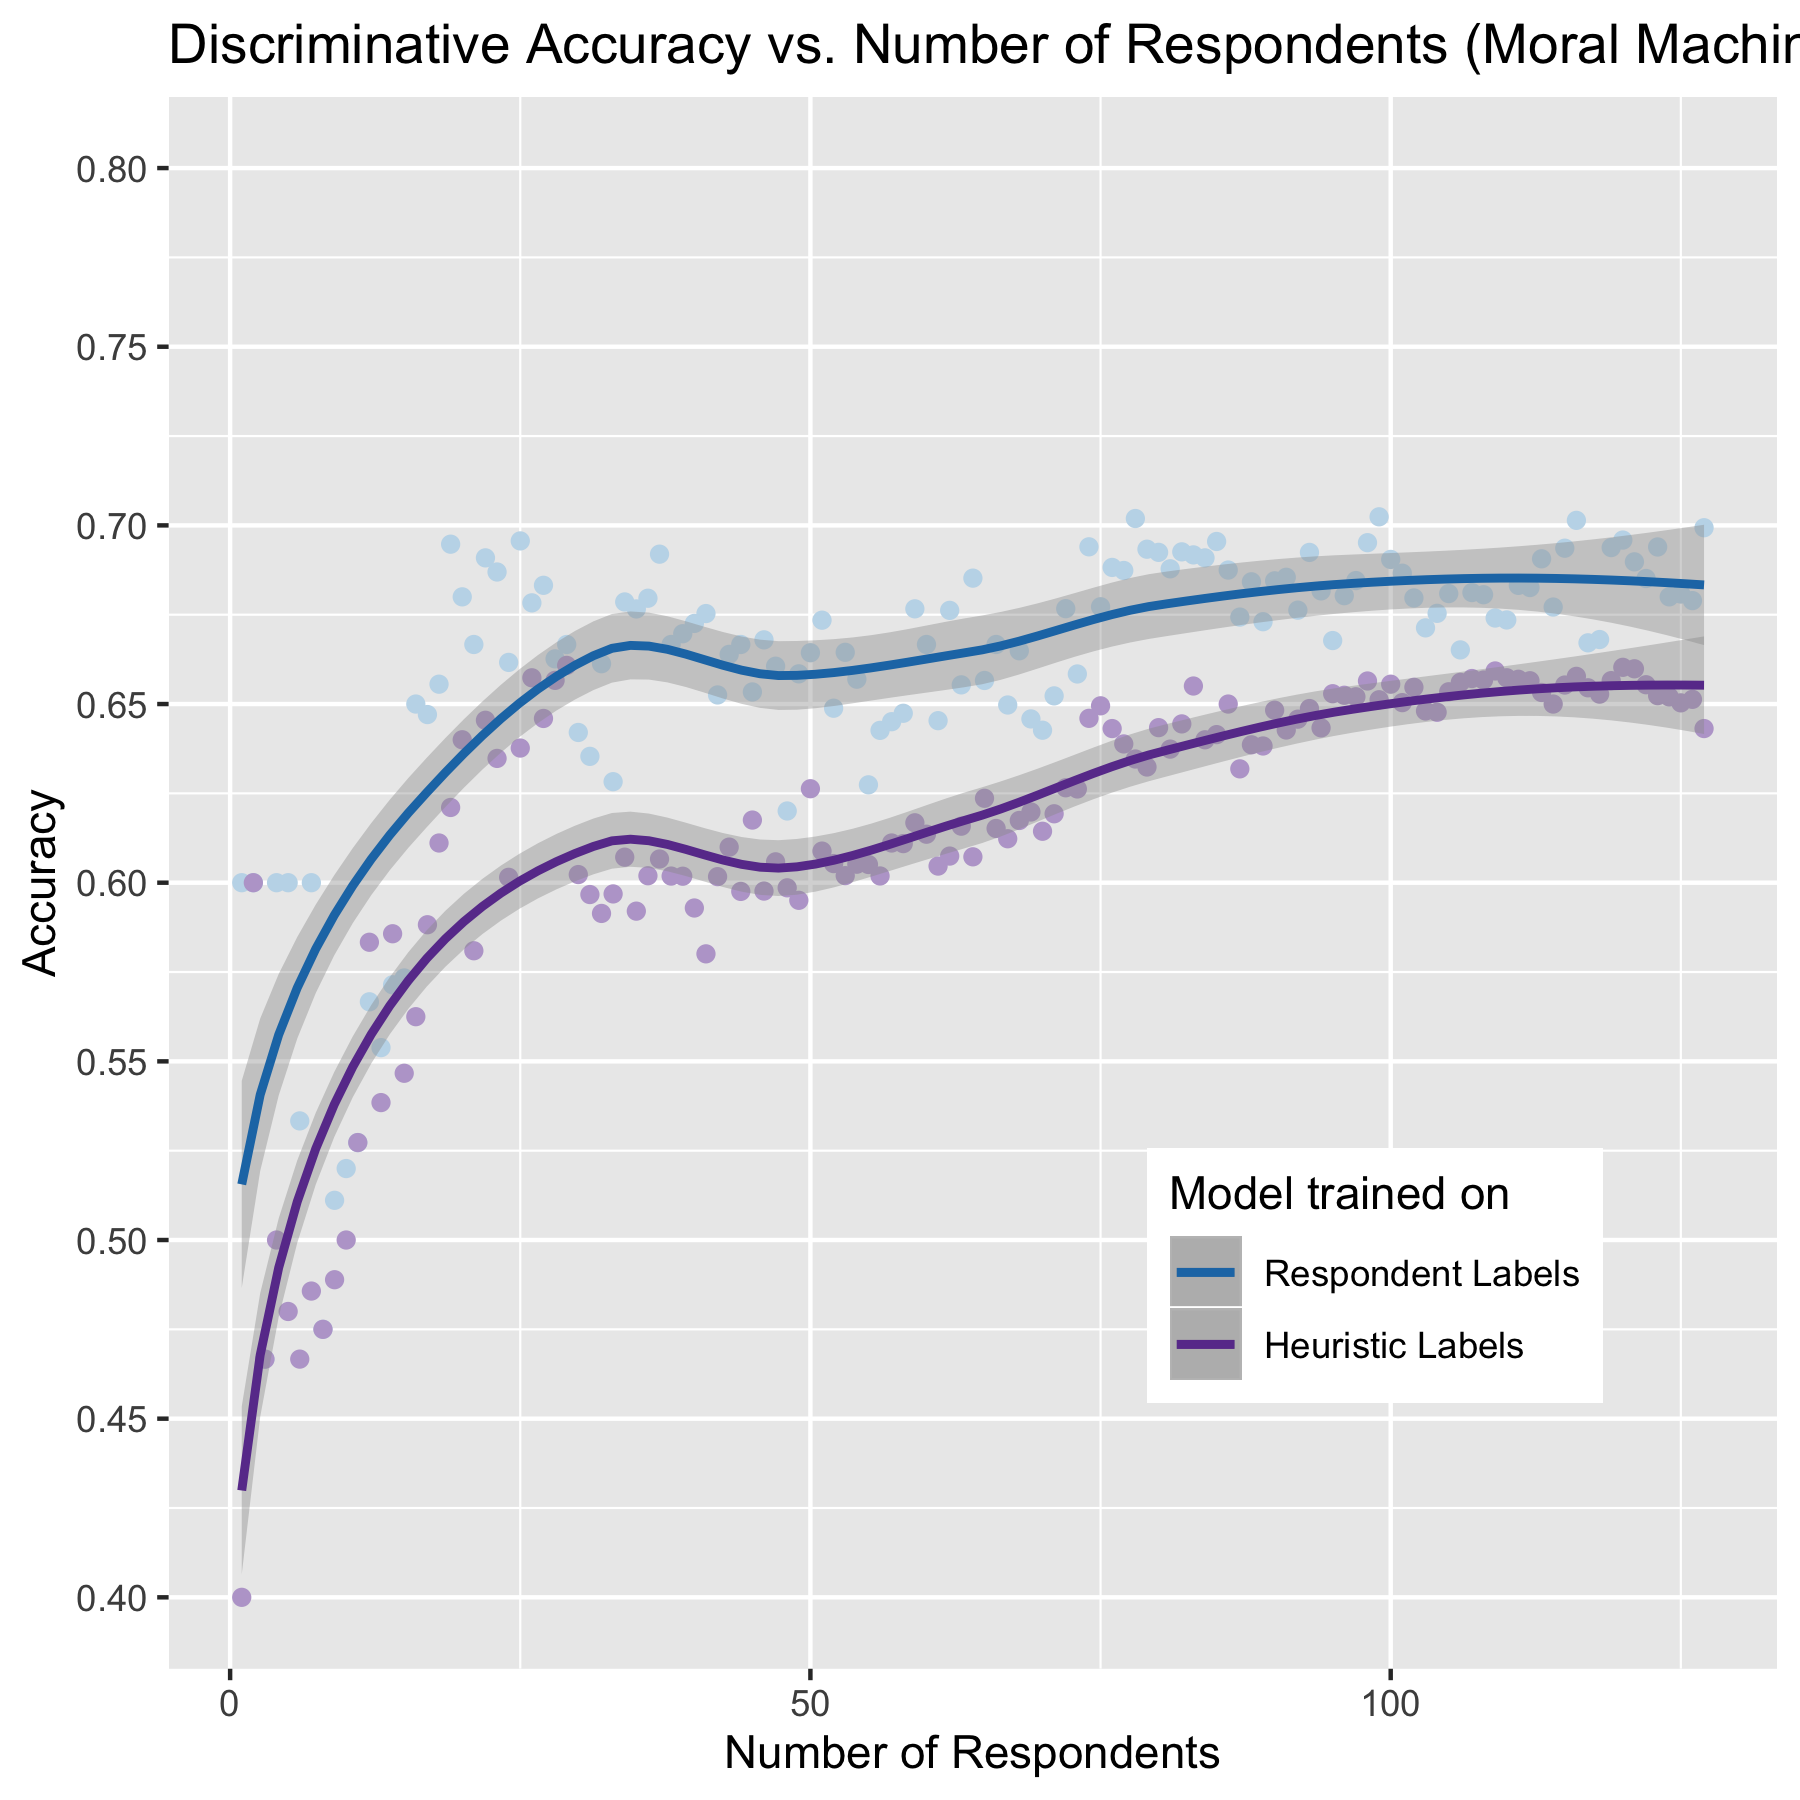 Discriminative Accuracy vs. Number of Respondents (Moral
0.80
0.75
0.70
0.65
0.60
0.55
0.50
0.45
0.40
Accuracy
Model trained on
Respondent Labels
Heuristic Labels
0 50 100
Number of Respondents